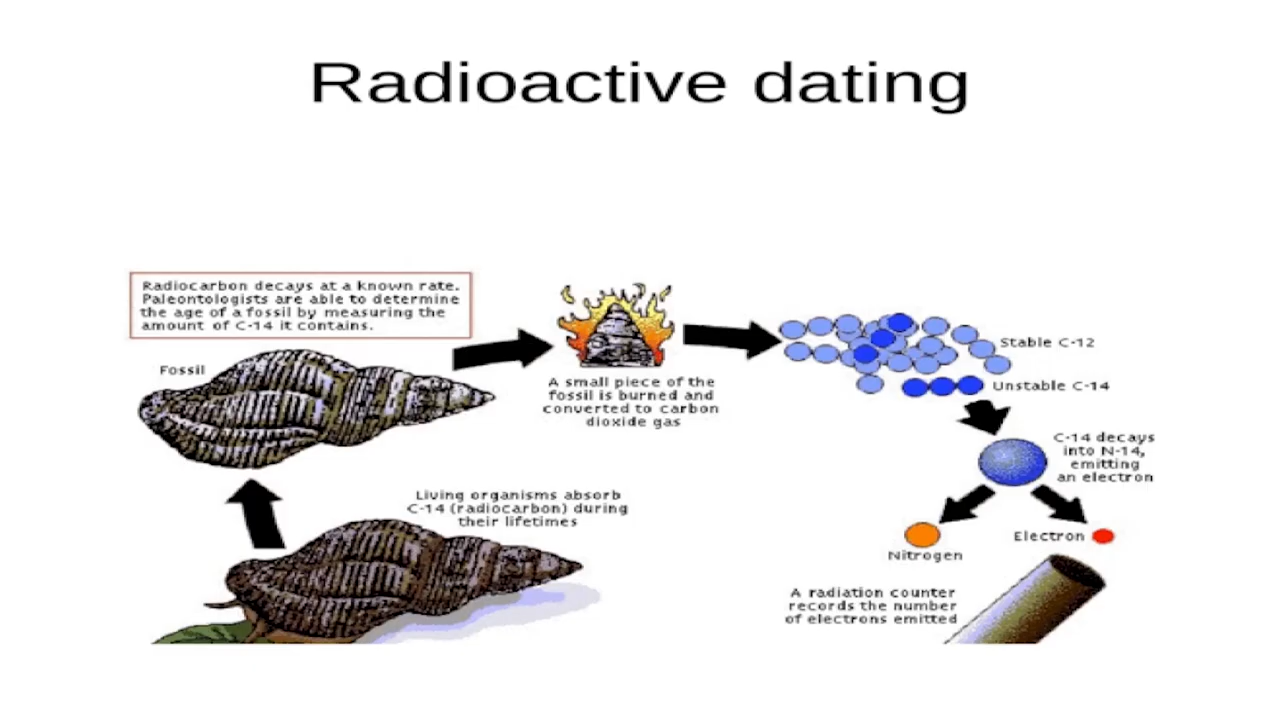 Radioactive dating
Radiocarbon decays at a known rate.
Paleontologists are able to determine
the age of a fossil by measuring the
amount of C-14 it contains.
Fossil
A small piece of the
fossil is burned and
converted to carbon
dioxide gas
Stable C-12
Unstable C-14
C-14 decays
into N-14,
emitting
an electron
Living organisms absorb
C-14 (radiocarbon) during
their lifetimes
Nitrogen
Electron
A radiation counter
records the number
of electrons emitted